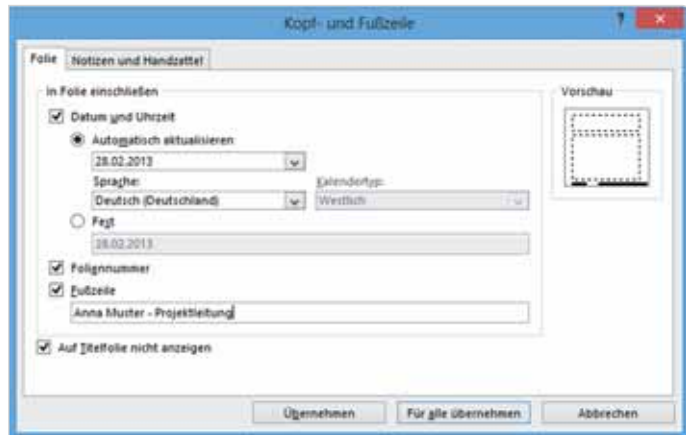 Kopf- und Fußzeile
?
Folie Notizen und Handzettel
In Folie einschließen
Vorschau
Datum und Uhrzeit
Automatisch aktualisieren
28.02.2013
Sprache: Kalendertyp:
Deutsch (Deutschland) Westlich
Fest
28.02.2013
Foliennummer
Fußzeile
Anna Muster - Projektleitung
Auf Titelfolie nicht anzeigen
Übernehmen Für alle übernehmen Abbrechen